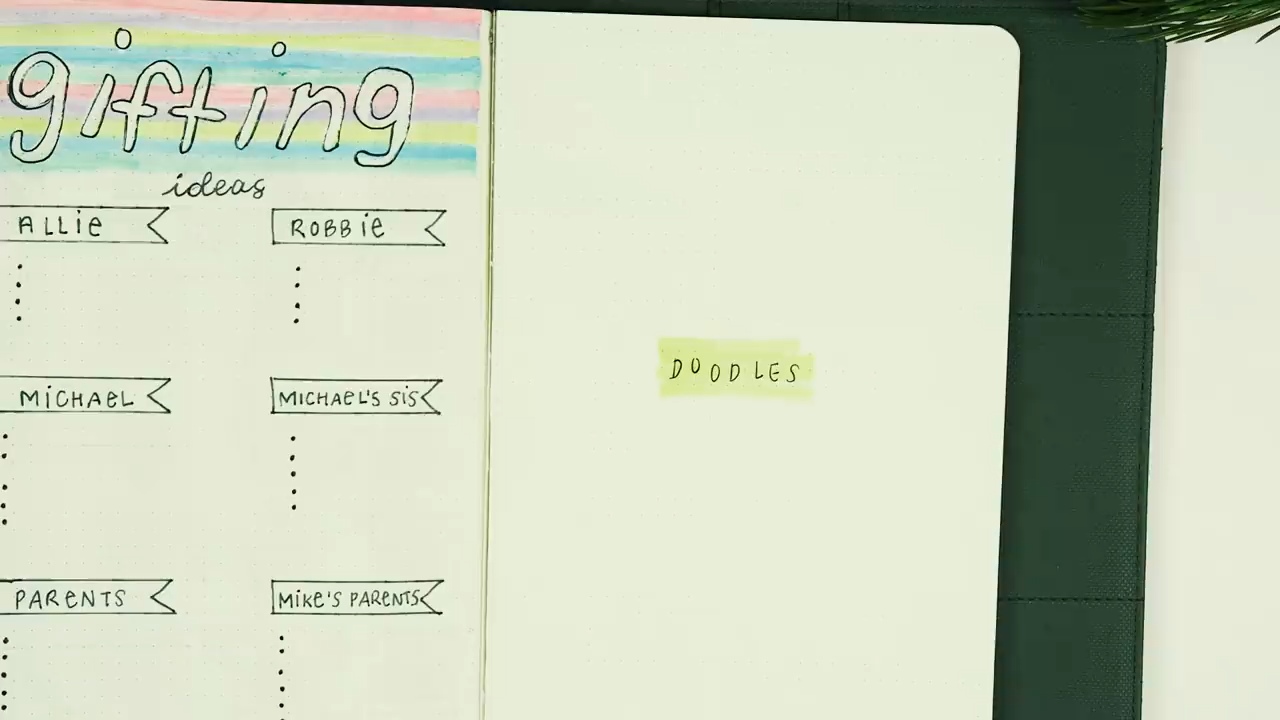 gifting
ideas
ALLie
ROBBie
MiCHAEL
MICHAeL'S SiS
PAReNTS
MiKe'S PARENTS
DOODLES